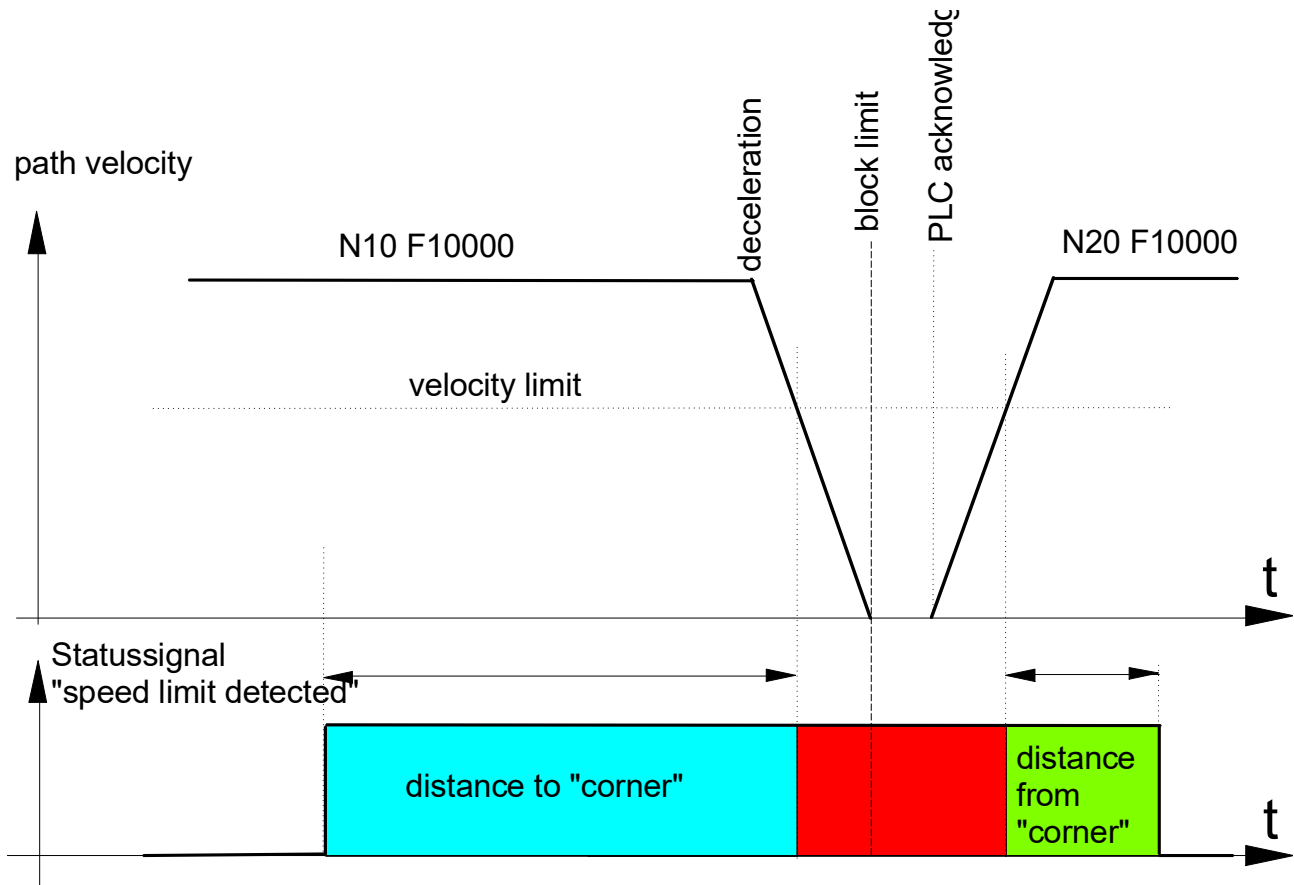 path velocity
N10 F10000
deceleration
block limit
PLC
N20 F10000
velocity limit
t
Statussignal
"speed limit detected"
distance to "corner"
distance
from
"corner"
t